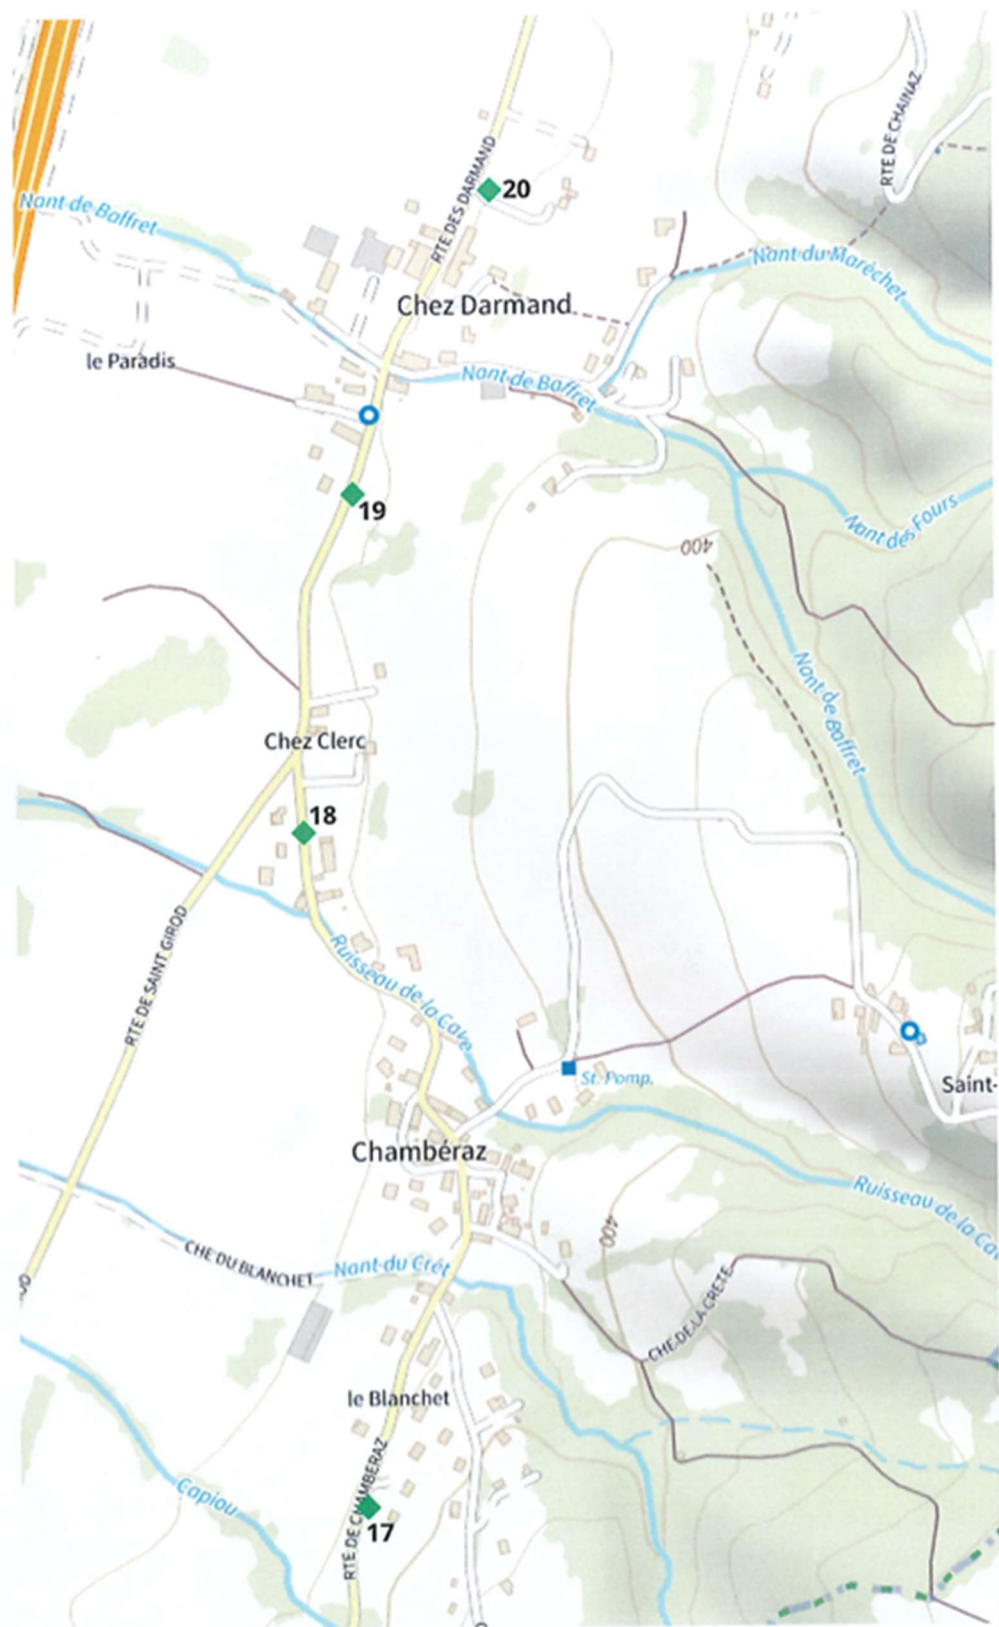 RTE DE CHAINAZ
RTE DES DARMAND
20
Nant de Baffret
Nant du Maréchet
Chez Darmand
le Paradis
Nant de Baffret
19
Nant des Fours
400
Nant de Baffret
Chez Clerc
18
RTE DE SAINT GIROD
Ruisseau de la Cave
St. Pomp.
Saint-
Chambéraz
Ruisseau de la Ca
400
CHE DU BLANCHET
Nant du Crêt
OD
CHE DE LA CRETE
le Blanchet
RTE DE CHAMBERAZ
Capiou
17